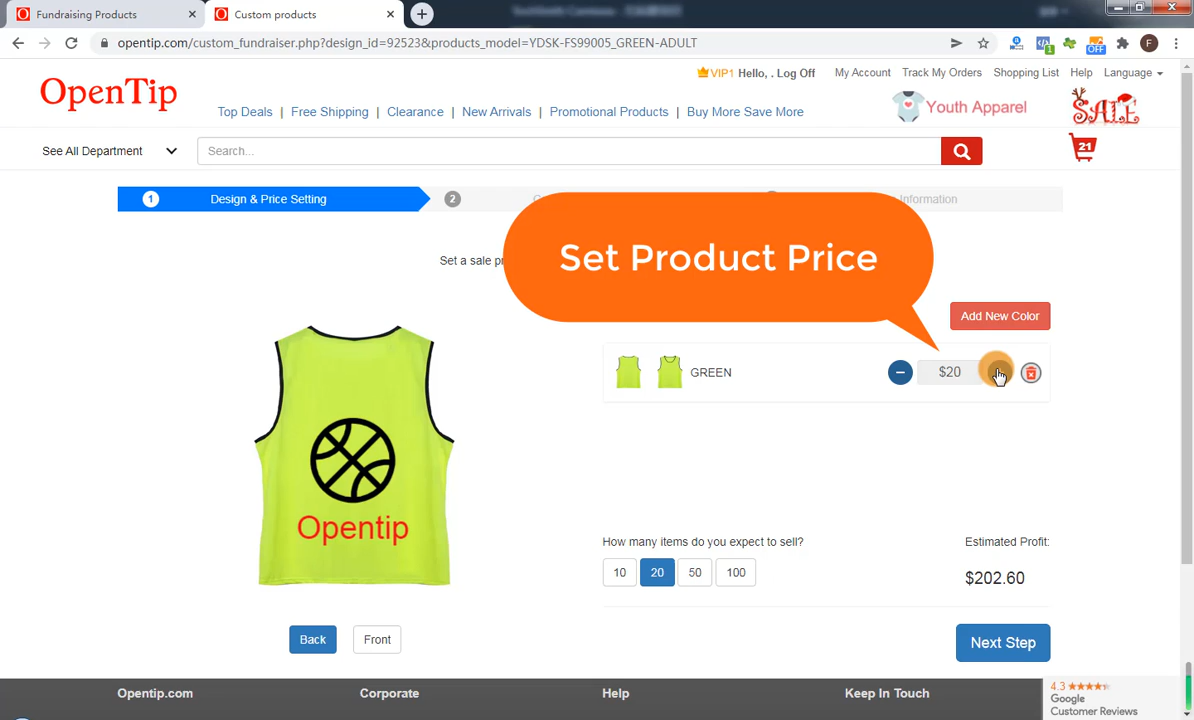 Fundraising Products
Custom products
opentip.com/custom_fundraiser.php?design_id=92523&products_model=YDSK-FS99005_GREEN-ADULT
OFF
F
VIP1 Hello, . Log Off
My Account
Track My Orders
Shopping List
Help
Language
OpenTip
Top Deals | Free Shipping | Clearance | New Arrivals | Promotional Products | Buy More Save More
Youth Apparel
SALE
See All Department
Search...
21
1
Design & Price Setting
2
Information
Set a sale
Set Product Price
Add New Color
GREEN
$20
Opentip
How many items do you expect to sell?
Estimated Profit:
10
20
50
100
$202.60
Back
Front
Next Step
Opentip.com
Corporate
Help
Keep In Touch
4.3
Google
Customer Reviews